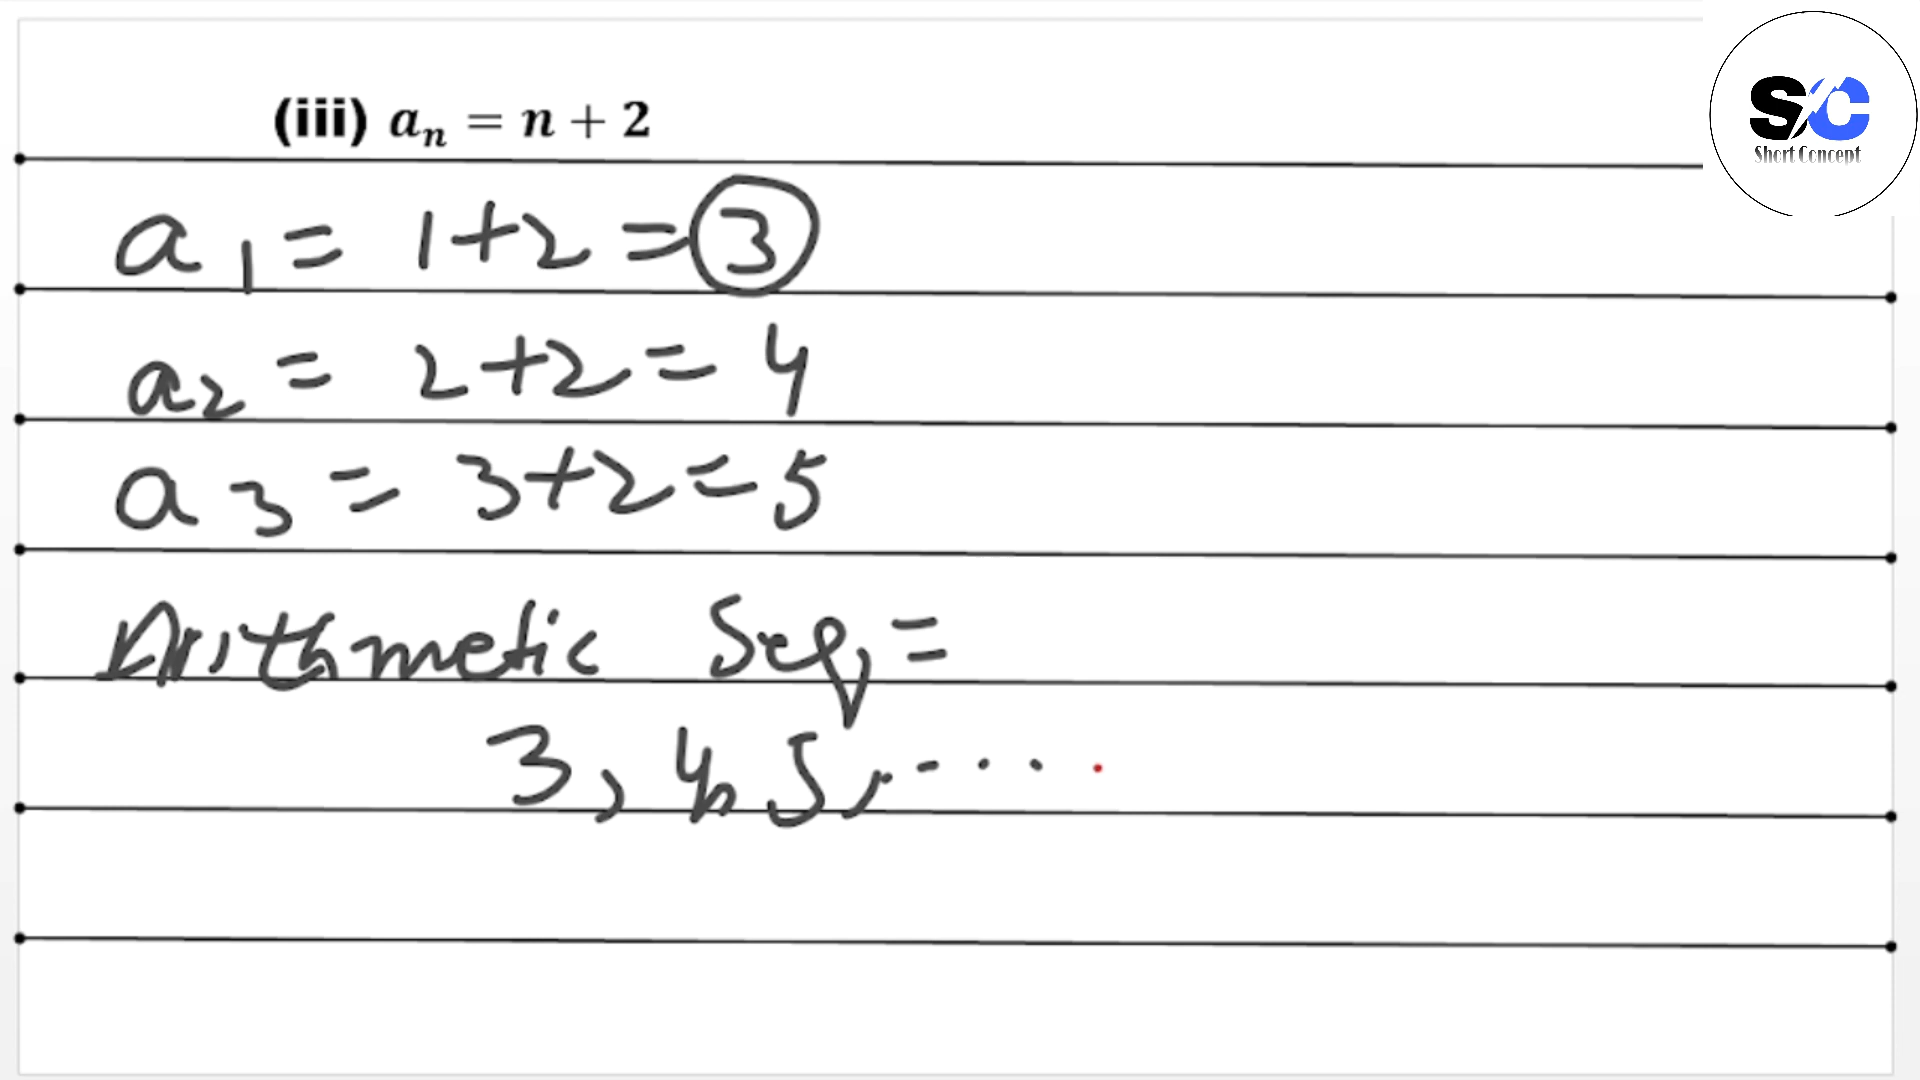 (iii) aₙ = n + 2
SC
Short Concept
a₁ = 1+2 = 3
a₂ = 2+2 = 4
a₃ = 3+2 = 5
Arithmetic Seq, =
3, 4, 5, ....